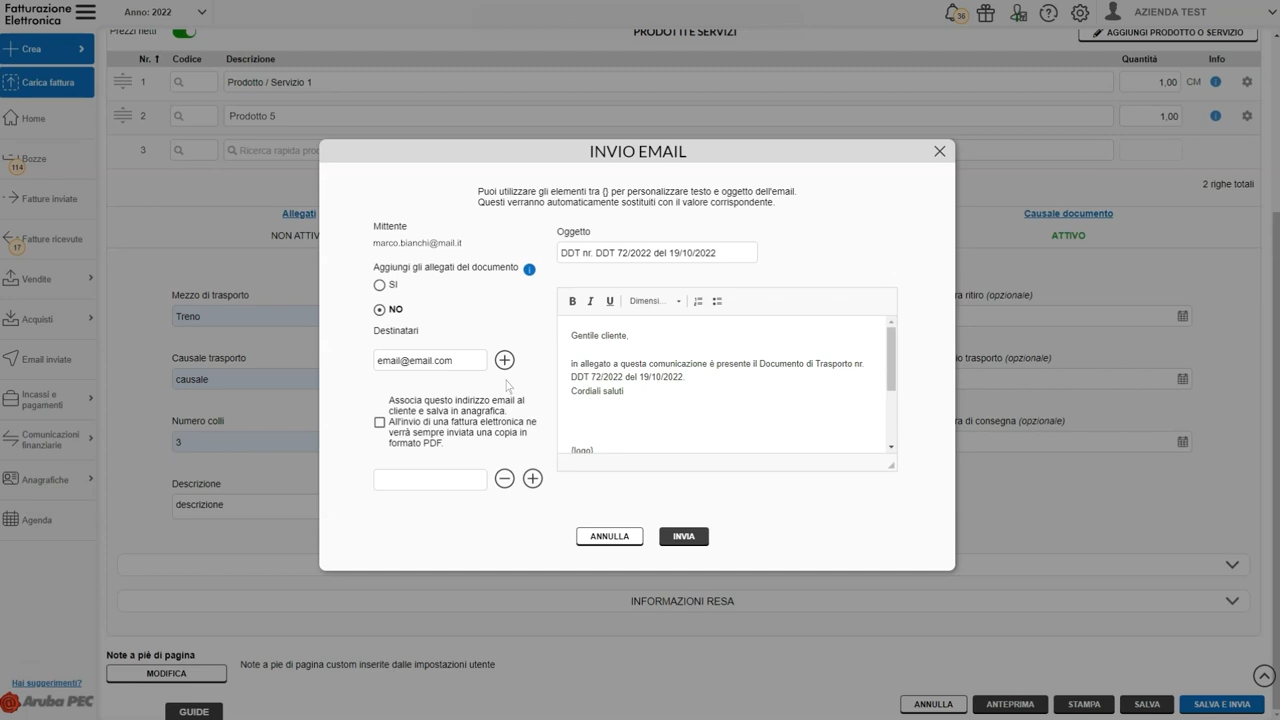 Fatturazione
Elettronica
Anno: 2022
36
AZIENDA TEST
Crea
Carica fattura
Home
Bozze
114
Fatture inviate
Fatture ricevute
17
Vendite
Acquisti
Email inviate
Incassi e
pagamenti
Comunicazioni
finanziarie
Anagrafiche
Agenda
Hai suggerimenti?
Aruba PEC
Prezzi netti
PRODOTTI E SERVIZI
AGGIUNGI PRODOTTO O SERVIZIO
Nr. Codice Descrizione Quantità Info
1 Prodotto / Servizio 1 1,00 CM
2 Prodotto 5 1,00
3 Ricerca rapida
2 righe totali
Allegati
NON ATTIVO
Causale documento
ATTIVO
Mezzo di trasporto
Treno
ritiro (opzionale)
Causale trasporto
causale
trasporto (opzionale)
Numero colli
3
di consegna (opzionale)
Descrizione
descrizione
INVIO EMAIL
Puoi utilizzare gli elementi tra {} per personalizzare testo e oggetto dell'email.
Questi verranno automaticamente sostituiti con il valore corrispondente.
Mittente
marco.bianchi@mail.it
Aggiungi gli allegati del documento
SI
NO
Destinatari
email@email.com
Associa questo indirizzo email al
cliente e salva in anagrafica.
All'invio di una fattura elettronica ne
verrà sempre inviata una copia in
formato PDF.
Oggetto
DDT nr. DDT 72/2022 del 19/10/2022
B I U Dimensi...
Gentile cliente,
in allegato a questa comunicazione è presente il Documento di Trasporto nr.
DDT 72/2022 del 19/10/2022.
Cordiali saluti
{logo}
ANNULLA INVIA
INFORMAZIONI RESA
Note a piè di pagina
MODIFICA
Note a pie di pagina custom inserite dalle impostazioni utente
GUIDE
ANNULLA ANTEPRIMA STAMPA SALVA SALVA E INVIA